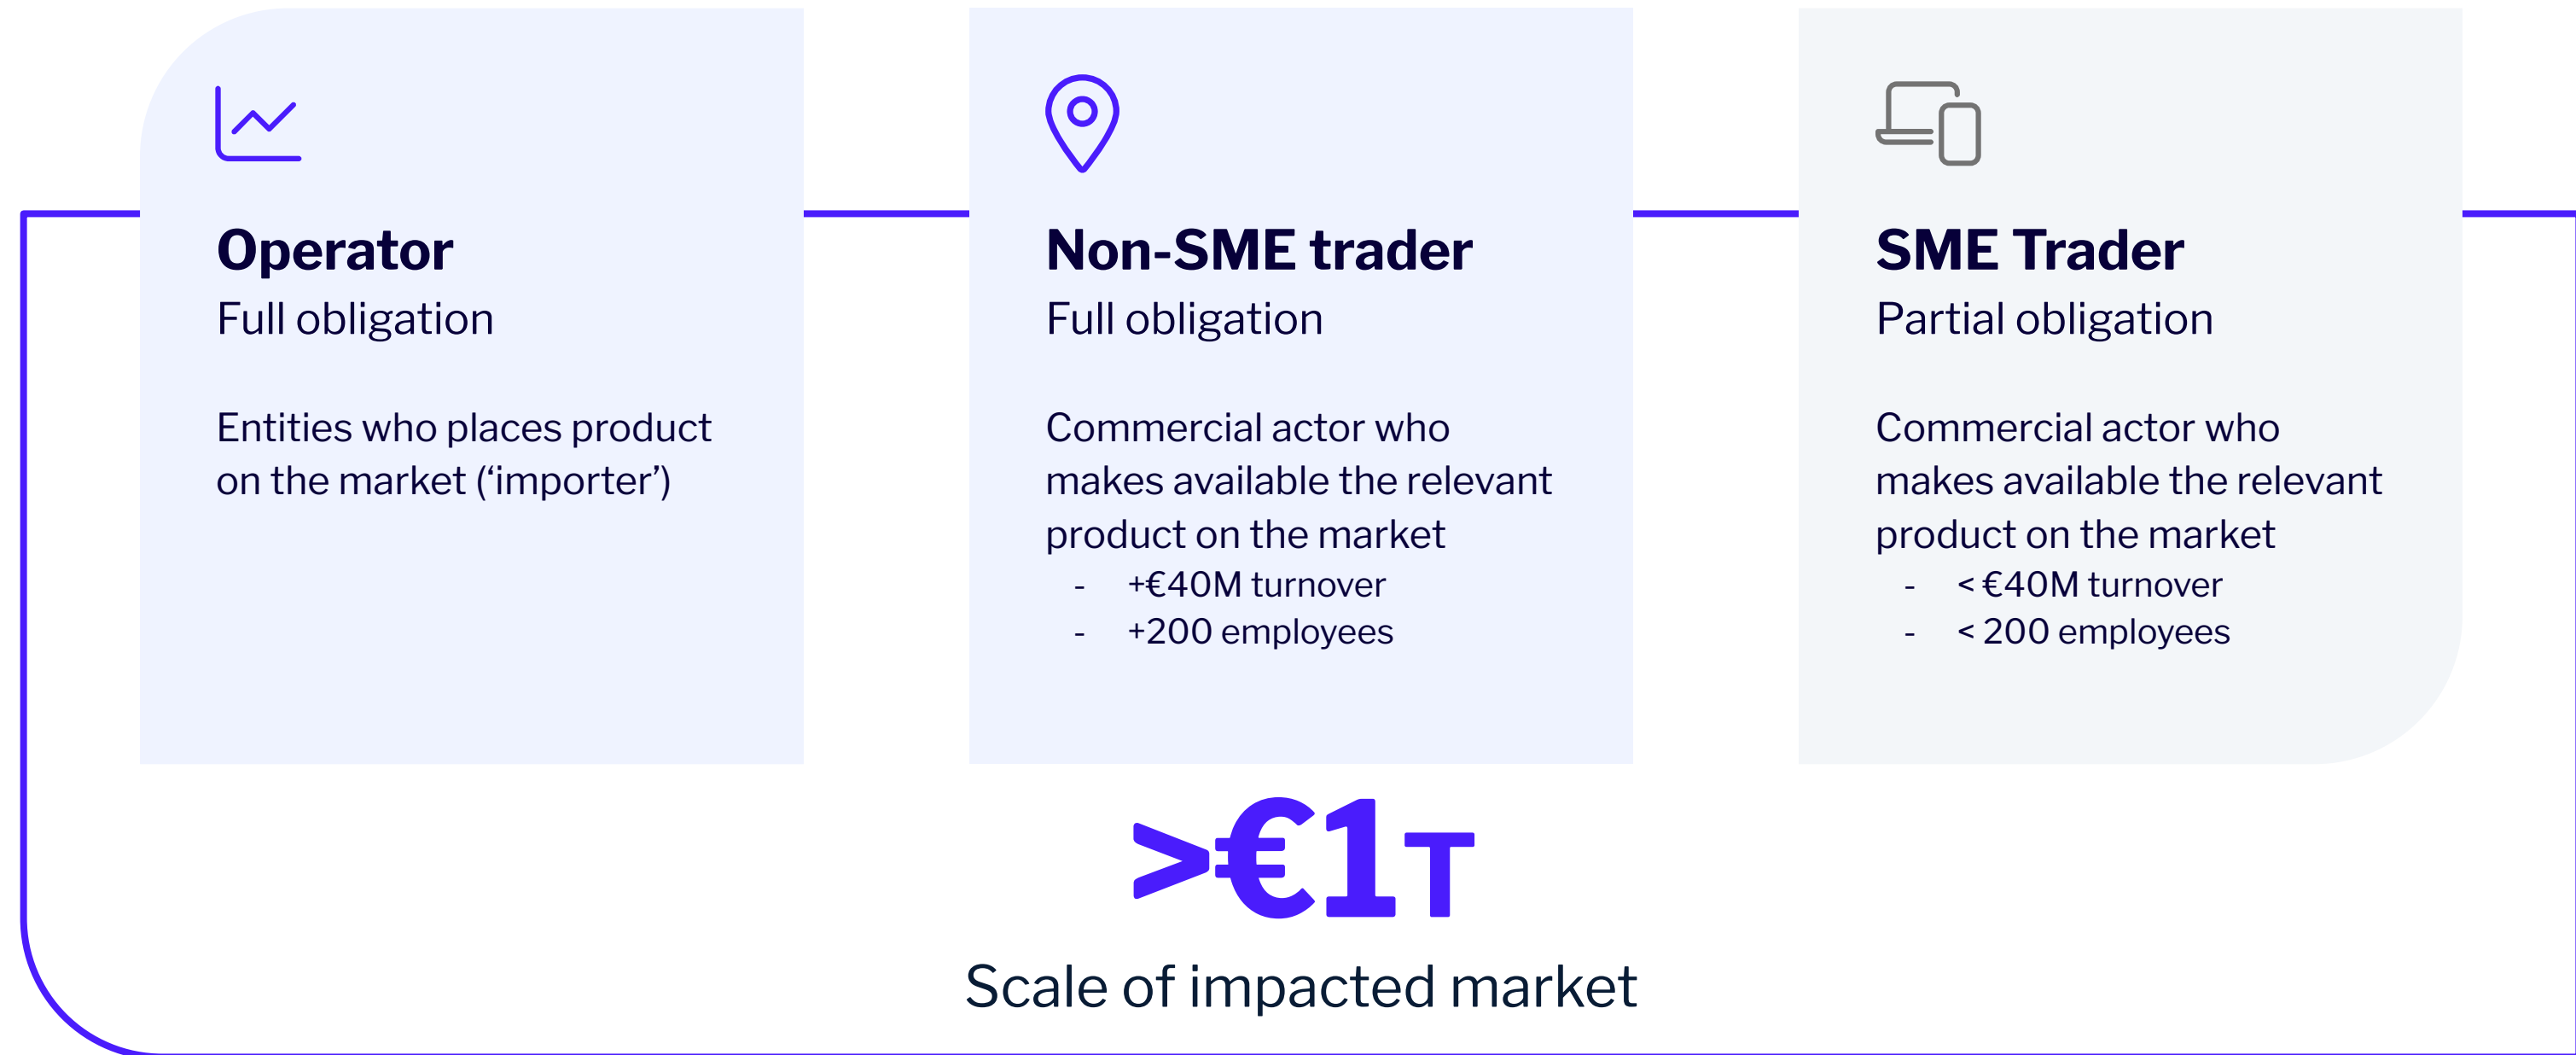 Operator
Full obligation
Entities who places product
on the market (‘importer’)
Non-SME trader
Full obligation
Commercial actor who
makes available the relevant
product on the market
- +€40M turnover
- +200 employees
SME Trader
Partial obligation
Commercial actor who
makes available the relevant
product on the market
- < €40M turnover
- < 200 employees
>€1T
Scale of impacted market